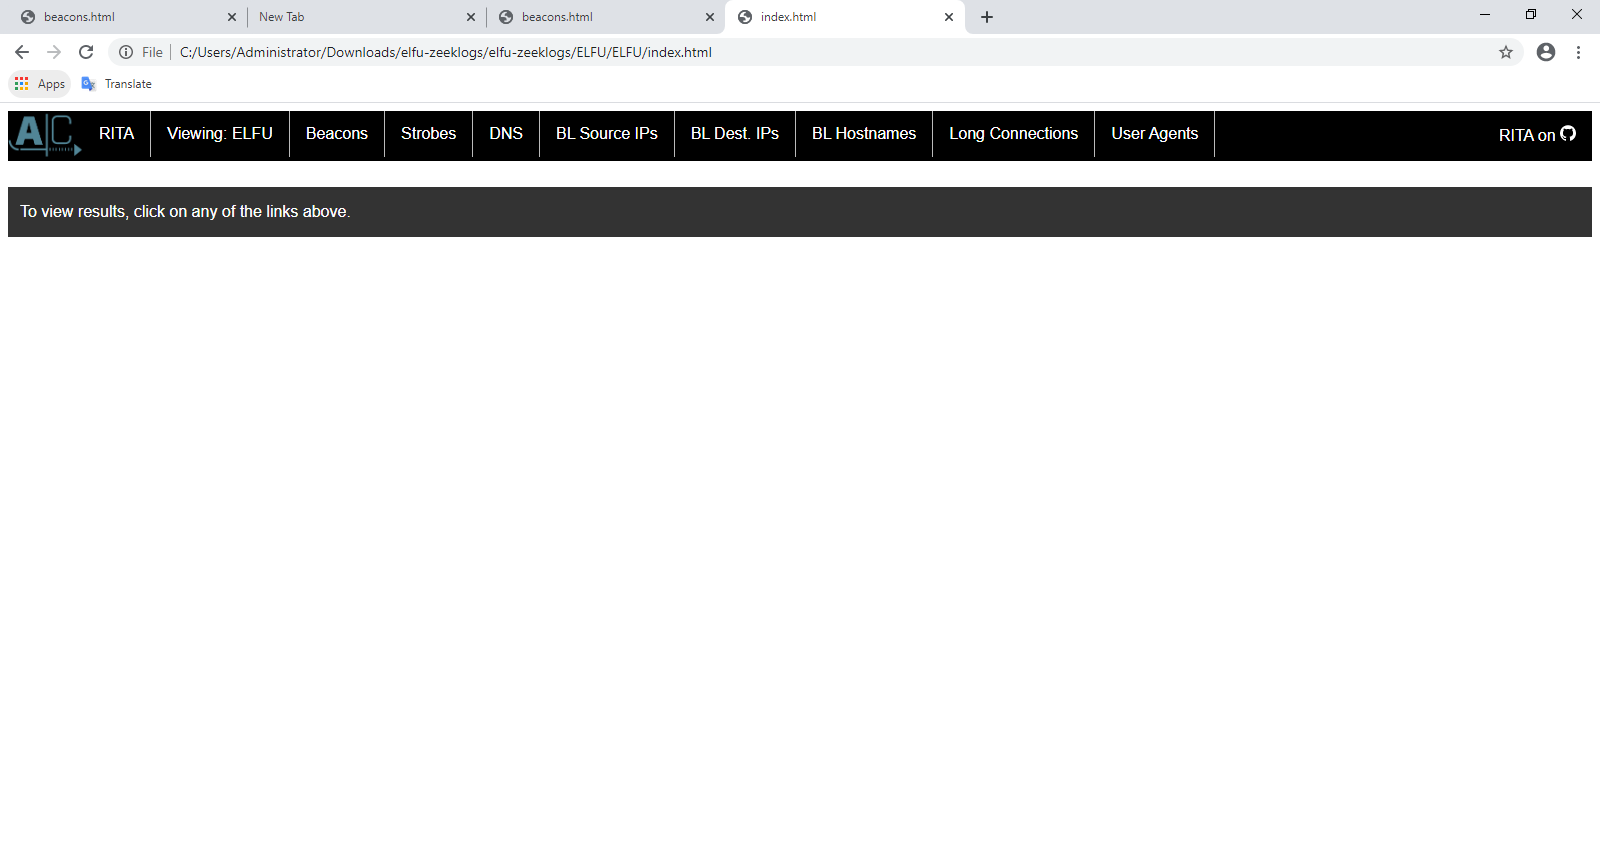 beacons.html
New Tab
beacons.html
index.html
File
C:/Users/Administrator/Downloads/elfu-zeeklogs/elfu-zeeklogs/ELFU/ELFU/index.html
Apps
Translate
A|C
RITA
Viewing: ELFU
Beacons
Strobes
DNS
BL Source IPs
BL Dest. IPs
BL Hostnames
Long Connections
User Agents
RITA on
To view results, click on any of the links above.